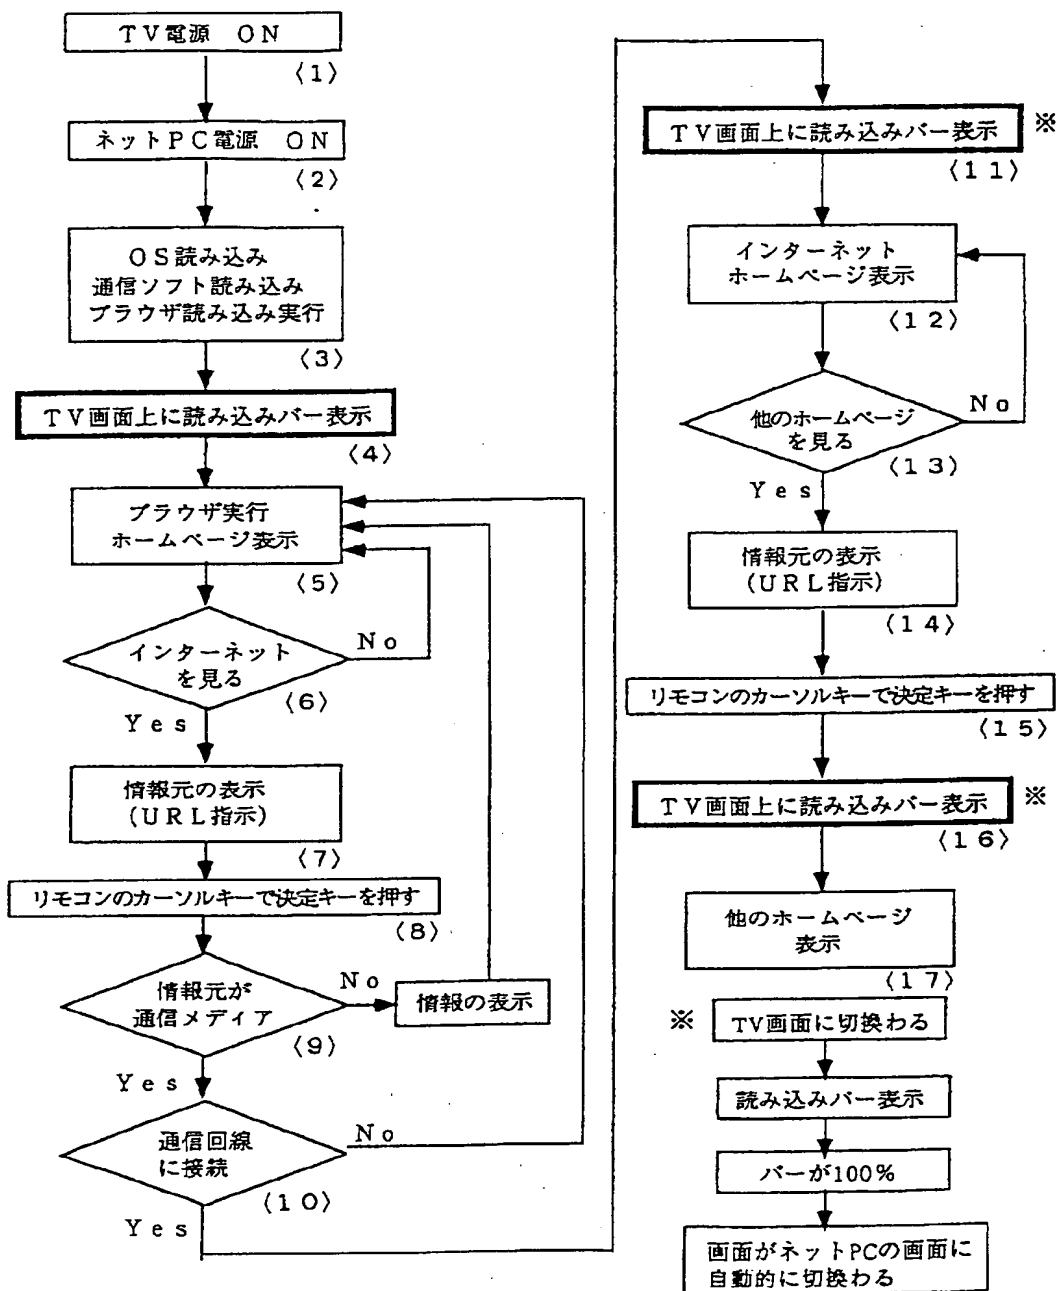 TV電源 ON
〈1〉
ネットPC電源 ON
〈2〉
OS読み込み
通信ソフト読み込み
ブラウザ読み込み実行
〈3〉
TV画面上に読み込みバー表示
〈4〉
ブラウザ実行
ホームページ表示
〈5〉
インターネット
を見る
No
〈6〉
Yes
情報元の表示
(URL指示)
〈7〉
リモコンのカーソルキーで決定キーを押す
〈8〉
情報元が
通信メディア
No
情報の表示
〈9〉
Yes
通信回線
に接続
No
〈10〉
Yes
TV画面上に読み込みバー表示 ※
〈11〉
インターネット
ホームページ表示
〈12〉
他のホームページ
を見る
No
〈13〉
Yes
情報元の表示
(URL指示)
〈14〉
リモコンのカーソルキーで決定キーを押す
〈15〉
TV画面上に読み込みバー表示 ※
〈16〉
他のホームページ
表示
〈17〉
※ TV画面に切換わる
読み込みバー表示
バーが100%
画面がネットPCの画面に
自動的に切換わる